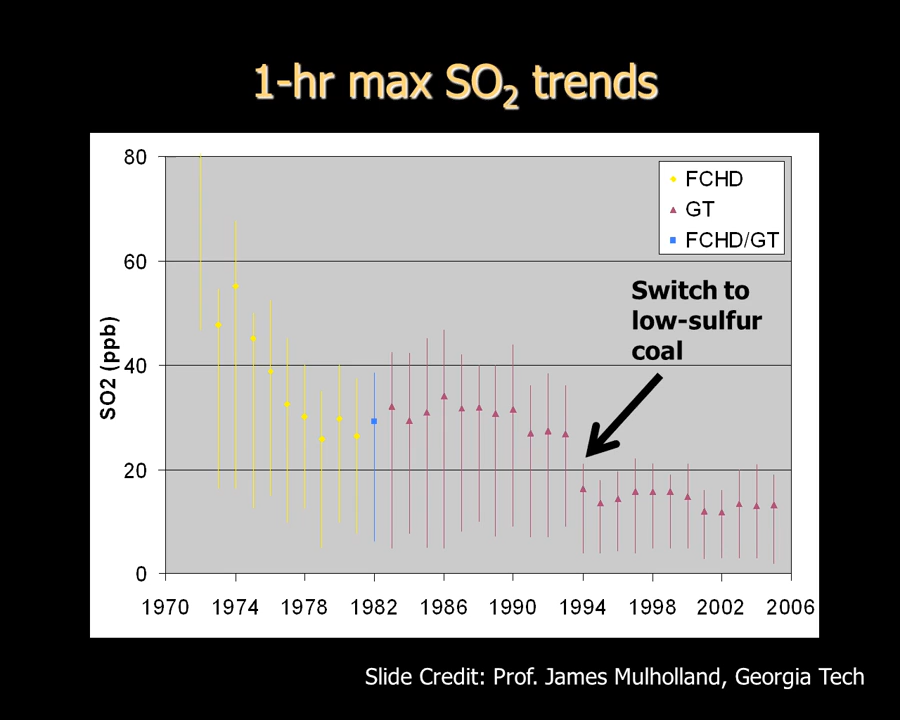 1-hr max SO₂ trends
80
60
40
20
0
SO2 (ppb)
FCHD
GT
FCHD/GT
Switch to
low-sulfur
coal
1970 1974 1978 1982 1986 1990 1994 1998 2002 2006
Slide Credit: Prof. James Mulholland, Georgia Tech